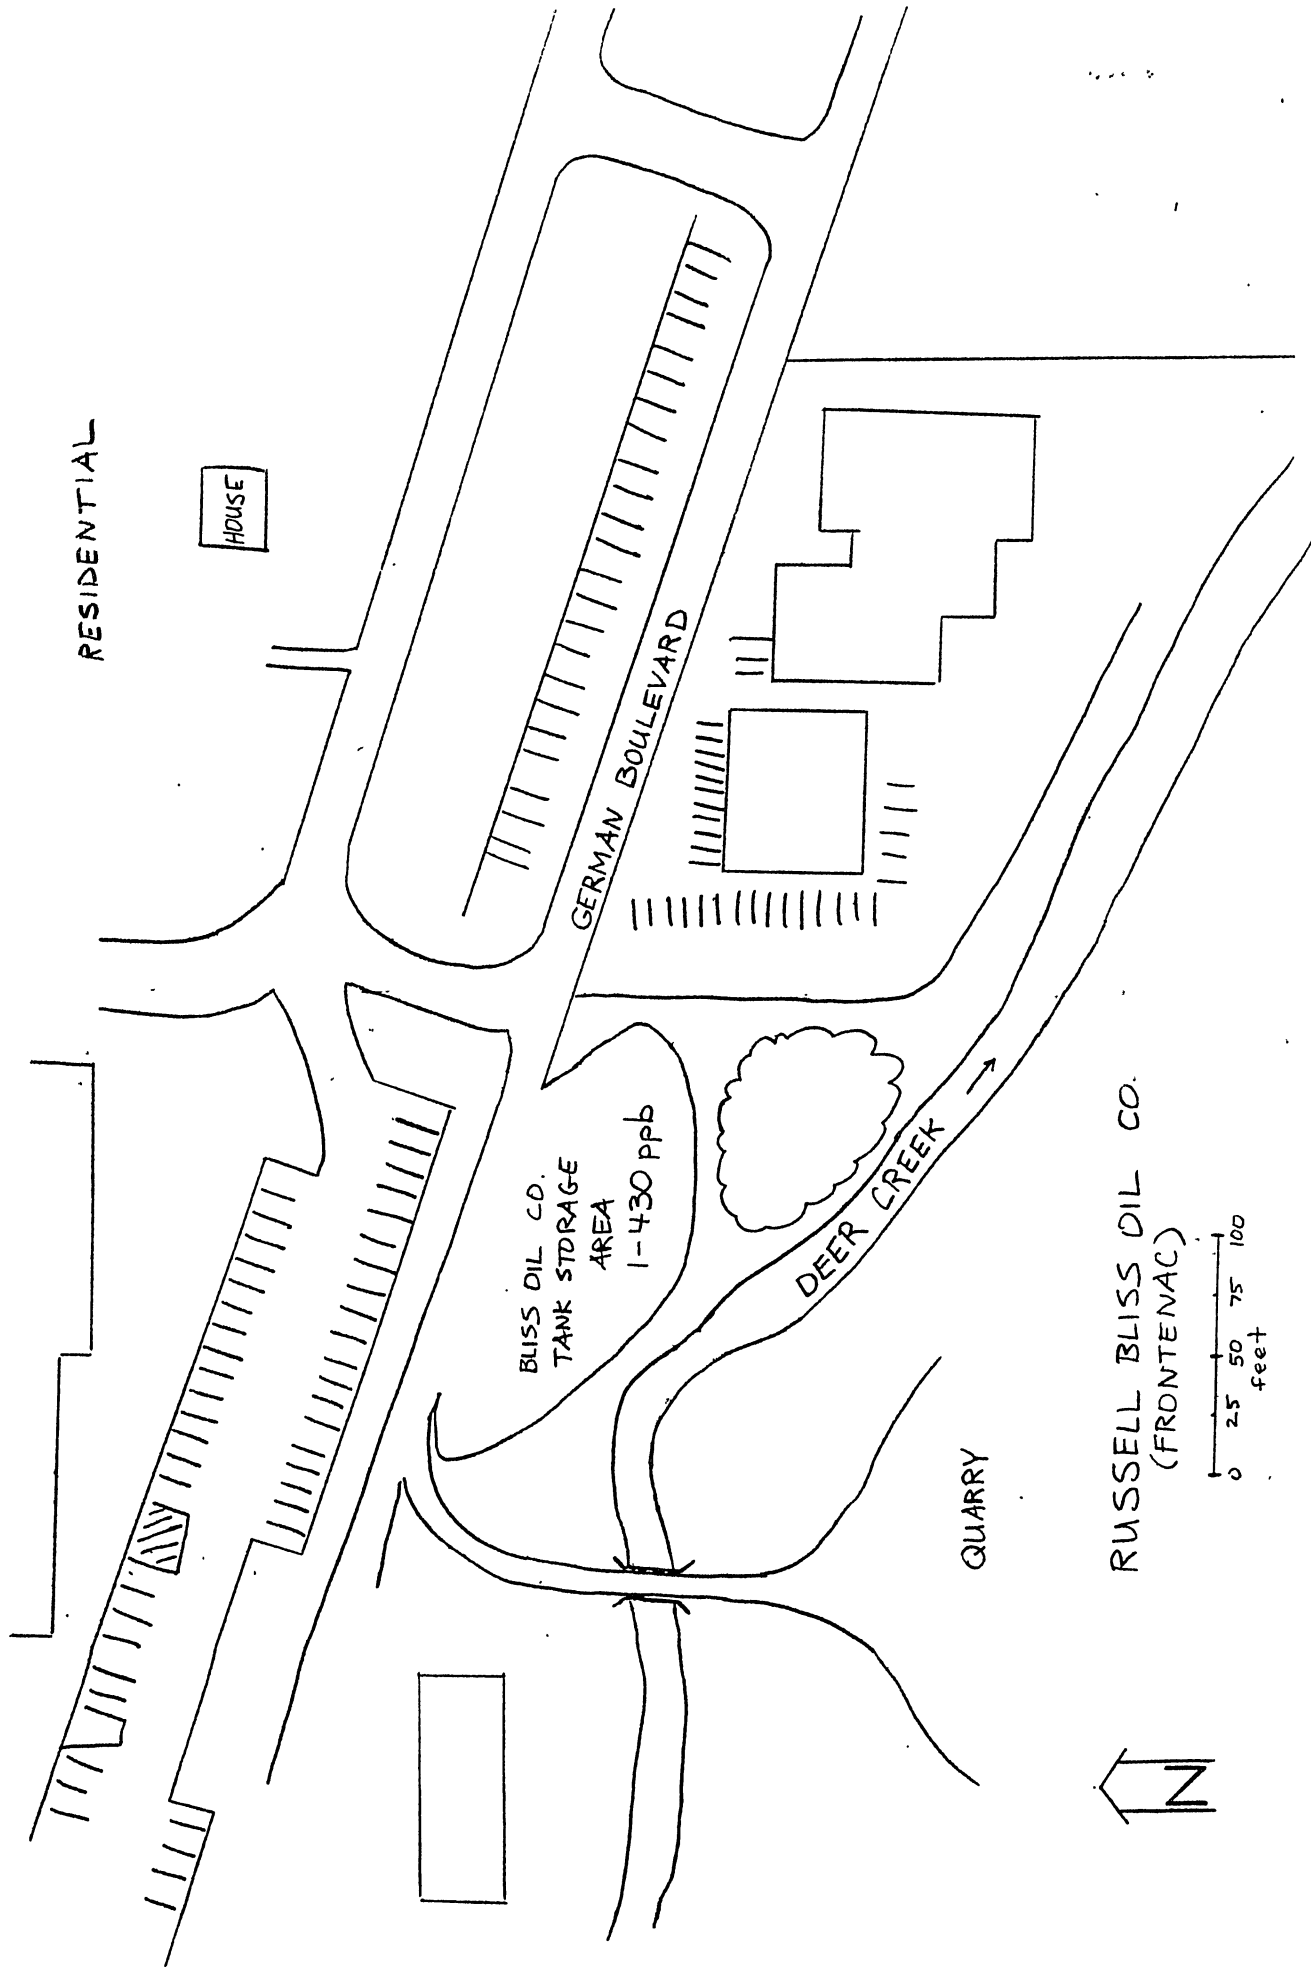 RESIDENTIAL
HOUSE
GERMAN BOULEVARD
BLISS OIL CO.
TANK STORAGE
AREA
1-430 ppb
DEER CREEK
QUARRY
RUSSELL BLISS OIL CO.
(FRONTENAC)
0 25 50 75 100
feet
N